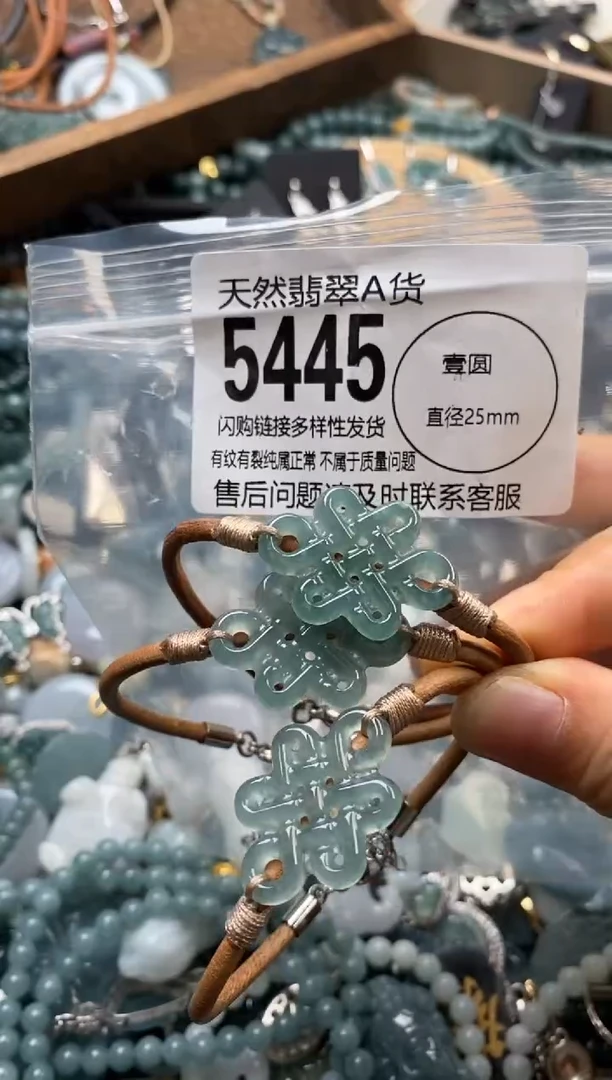 天然翡翠A货
5445
壹圆
直径25mm
闪购链接多样性发货
有纹有裂纯属正常 不属于质量问题
售后问题请及时联系客服